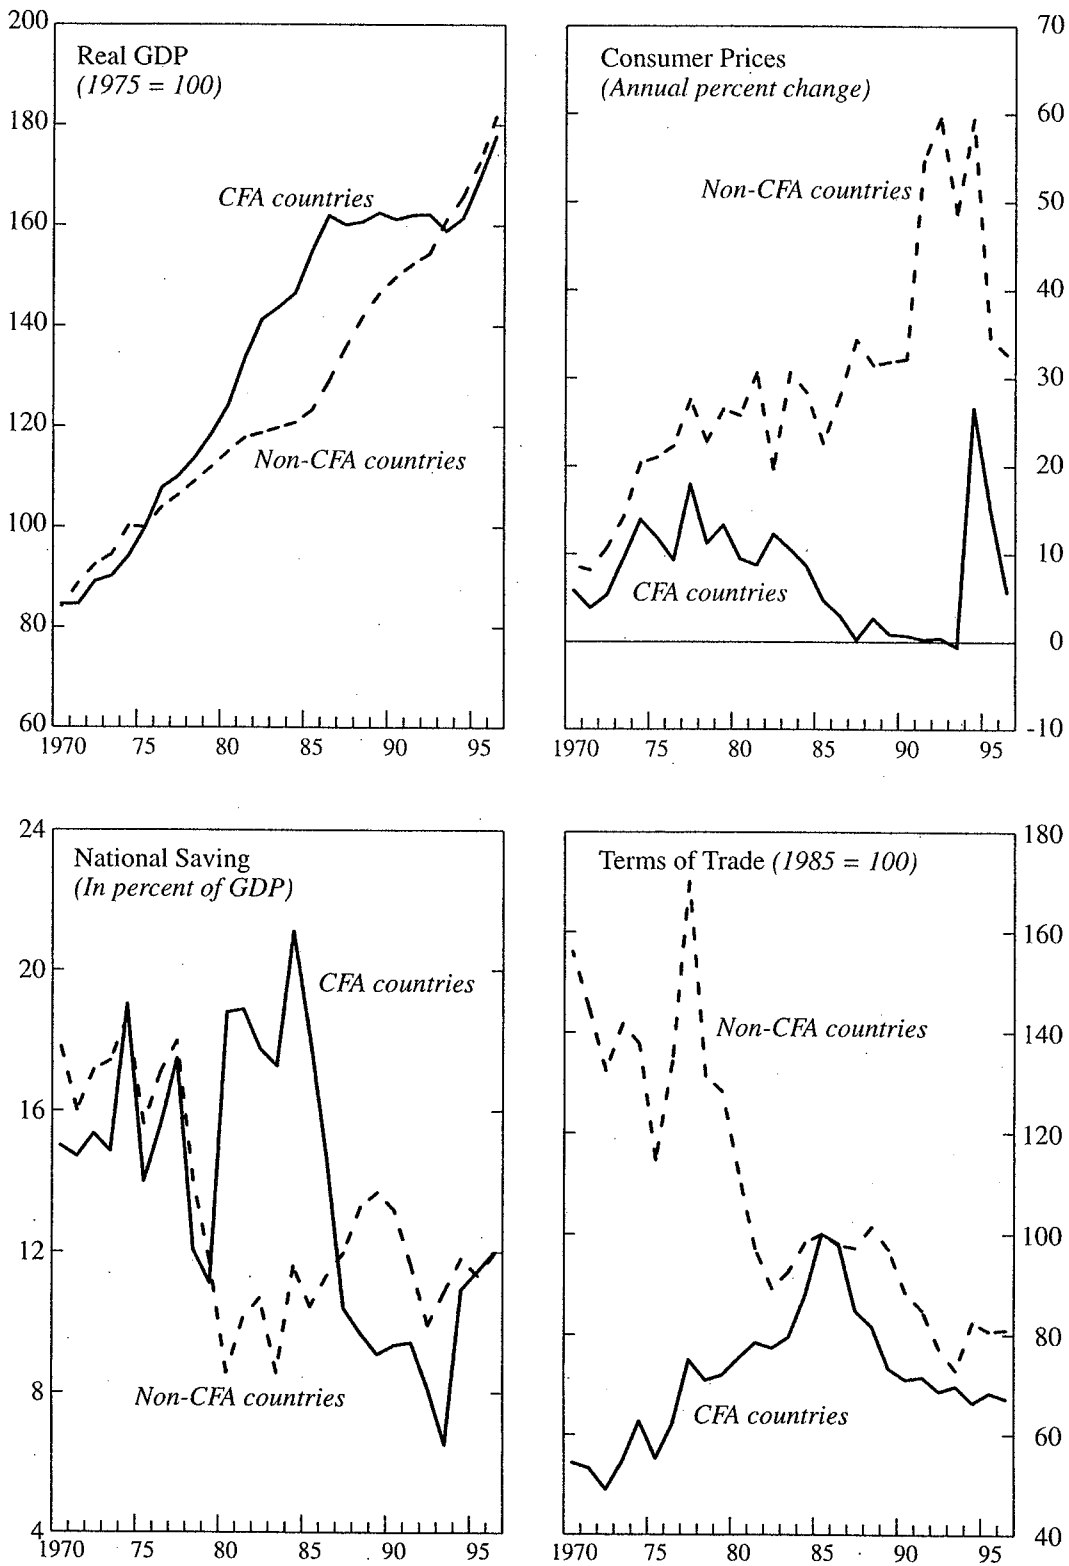 Real GDP
(1975 = 100)
200
180
160
140
120
100
80
60
CFA countries
Non-CFA countries
1970 75 80 85 90 95
Consumer Prices
(Annual percent change)
70
60
50
40
30
20
10
0
-10
Non-CFA countries
CFA countries
1970 75 80 85 90 95
National Saving
(In percent of GDP)
24
20
16
12
8
4
CFA countries
Non-CFA countries
1970 75 80 85 90 95
Terms of Trade (1985 = 100)
180
160
140
120
100
80
60
40
Non-CFA countries
CFA countries
1970 75 80 85 90 95